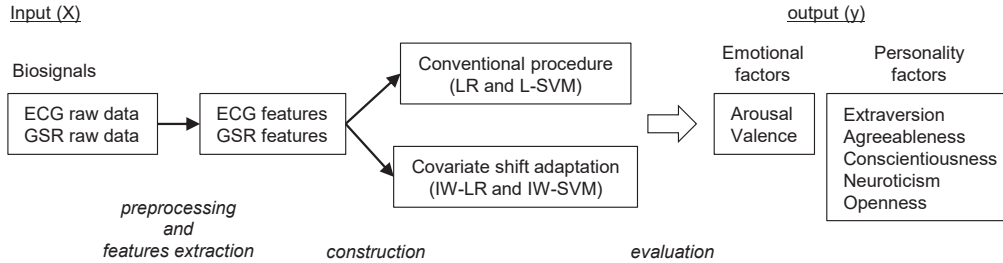 Input (X)
output (y)
Biosignals
ECG raw data
GSR raw data
ECG features
GSR features
Conventional procedure
(LR and L-SVM)
Covariate shift adaptation
(IW-LR and IW-SVM)
Emotional
factors
Arousal
Valence
Personality
factors
Extraversion
Agreeableness
Conscientiousness
Neuroticism
Openness
preprocessing
and
features extraction
construction
evaluation